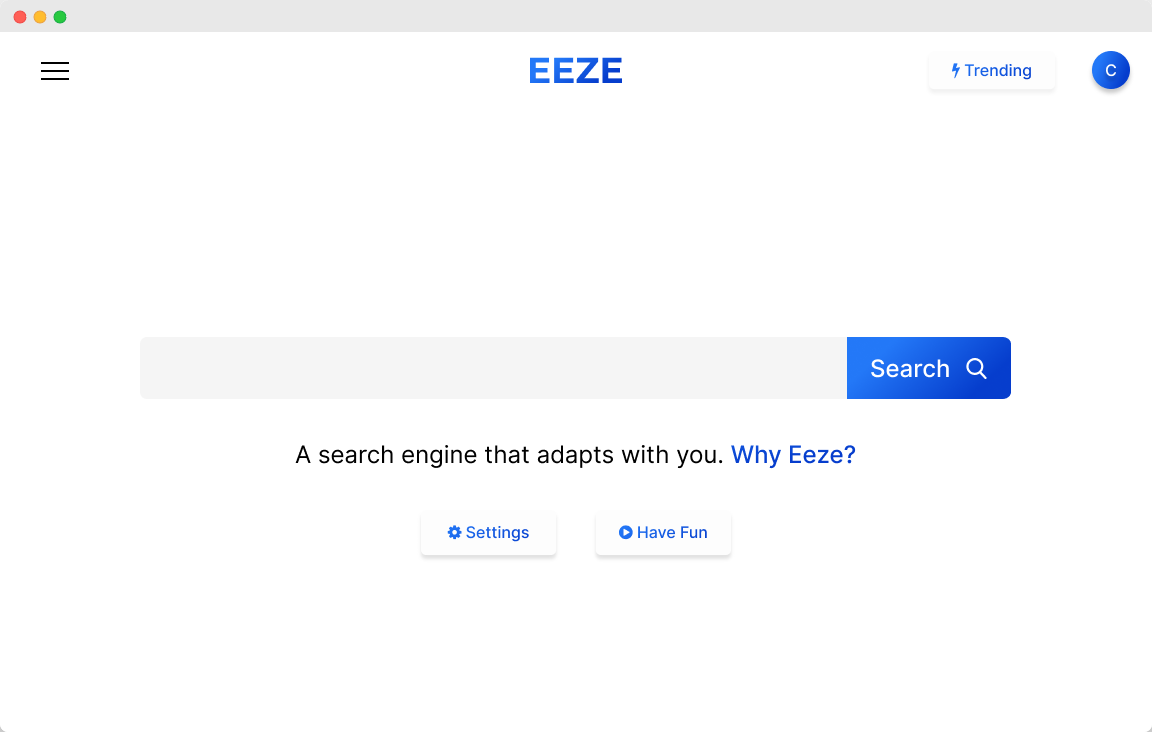 EEZE
Trending
C
Search
A search engine that adapts with you. Why Eeze?
Settings
Have Fun